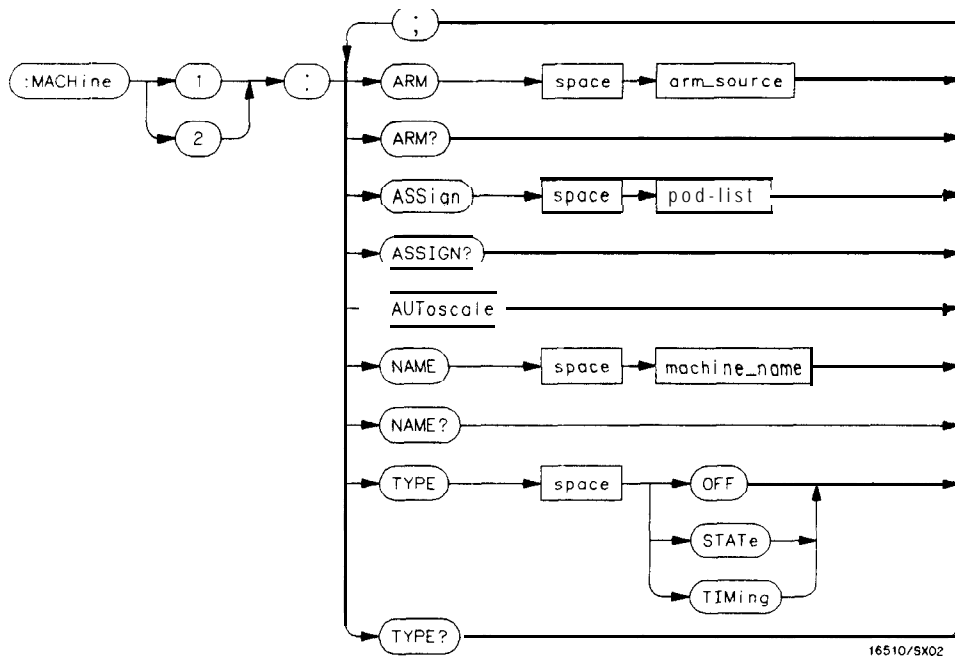 ;
:MACHine 1 : ARM space arm_source
2
ARM?
ASSign space pod-list
ASSIGN?
AUToscale
NAME space machine_name
NAME?
TYPE space OFF
STATe
TIMing
TYPE?
16510/SX02